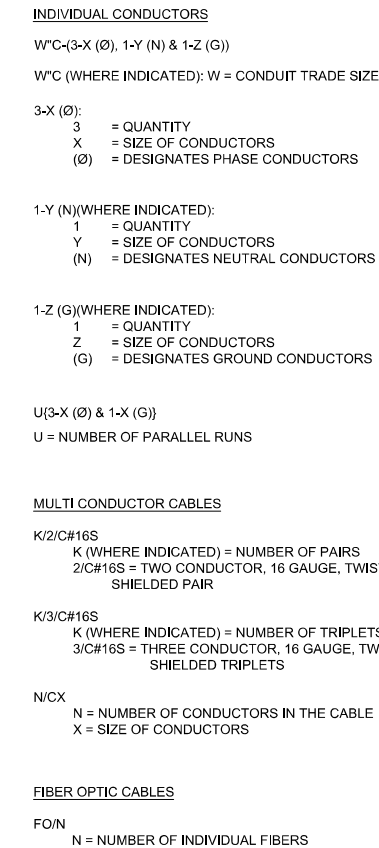 INDIVIDUAL CONDUCTORS
W"C-(3-X (Ø), 1-Y (N) & 1-Z (G))
W"C (WHERE INDICATED): W = CONDUIT TRADE SIZE
3-X (Ø):
3 = QUANTITY
X = SIZE OF CONDUCTORS
(Ø) = DESIGNATES PHASE CONDUCTORS
1-Y (N)(WHERE INDICATED):
1 = QUANTITY
Y = SIZE OF CONDUCTORS
(N) = DESIGNATES NEUTRAL CONDUCTORS
1-Z (G)(WHERE INDICATED):
1 = QUANTITY
Z = SIZE OF CONDUCTORS
(G) = DESIGNATES GROUND CONDUCTORS
U{3-X (Ø) & 1-X (G)}
U = NUMBER OF PARALLEL RUNS
MULTI CONDUCTOR CABLES
K/2/C#16S
K (WHERE INDICATED) = NUMBER OF PAIRS
2/C#16S = TWO CONDUCTOR, 16 GAUGE, TWIS
SHIELDED PAIR
K/3/C#16S
K (WHERE INDICATED) = NUMBER OF TRIPLETS
3/C#16S = THREE CONDUCTOR, 16 GAUGE, TW
SHIELDED TRIPLETS
N/CX
N = NUMBER OF CONDUCTORS IN THE CABLE
X = SIZE OF CONDUCTORS
FIBER OPTIC CABLES
FO/N
N = NUMBER OF INDIVIDUAL FIBERS